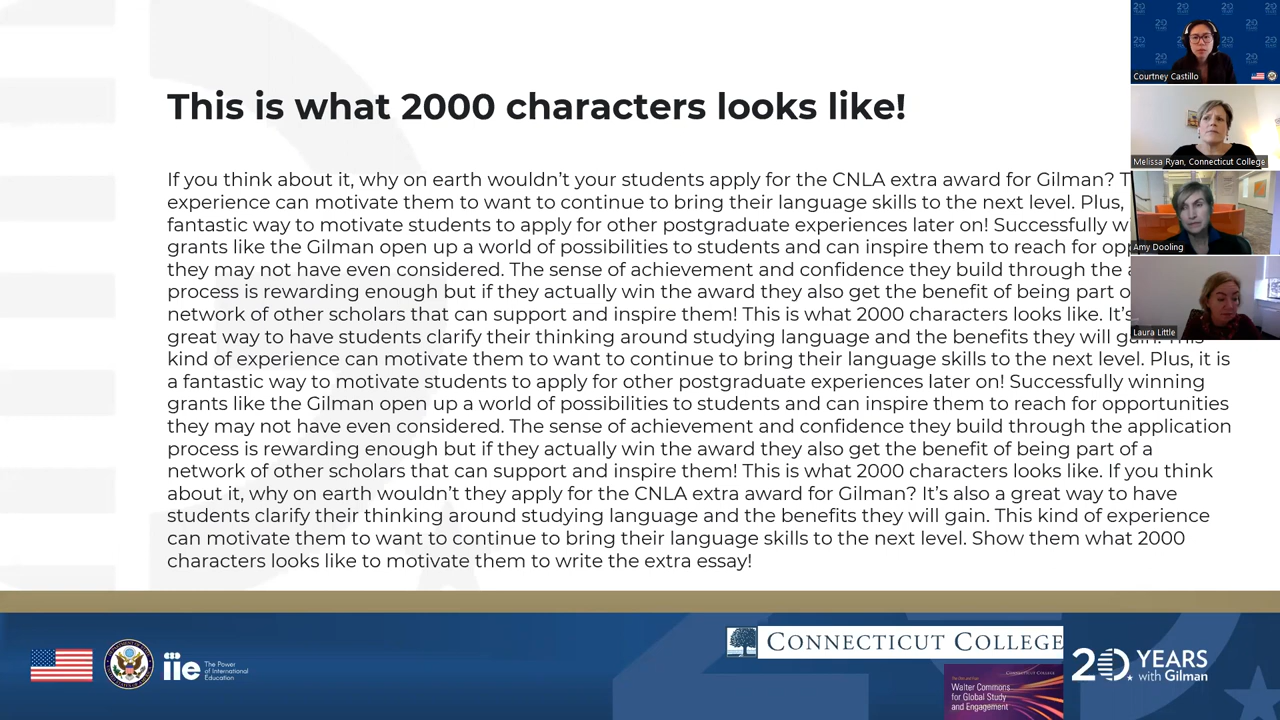 This is what 2000 characters looks like!
If you think about it, why on earth wouldn't your students apply for the CNLA extra award for Gilman?
experience can motivate them to want to continue to bring their language skills to the next level. Plus,
fantastic way to motivate students to apply for other postgraduate experiences later on! Successfully
grants like the Gilman open up a world of possibilities to students and can inspire them to reach for
they may not have even considered. The sense of achievement and confidence they build through the
process is rewarding enough but if they actually win the award they also get the benefit of being part
network of other scholars that can support and inspire them! This is what 2000 characters looks like. It's
great way to have students clarify their thinking around studying language and the benefits they will gain. This
kind of experience can motivate them to want to continue to bring their language skills to the next level. Plus, it is
a fantastic way to motivate students to apply for other postgraduate experiences later on! Successfully winning
grants like the Gilman open up a world of possibilities to students and can inspire them to reach for opportunities
they may not have even considered. The sense of achievement and confidence they build through the application
process is rewarding enough but if they actually win the award they also get the benefit of being part of a
network of other scholars that can support and inspire them! This is what 2000 characters looks like. If you think
about it, why on earth wouldn't they apply for the CNLA extra award for Gilman? It's also a great way to have
students clarify their thinking around studying language and the benefits they will gain. This kind of experience
can motivate them to want to continue to bring their language skills to the next level. Show them what 2000
characters looks like to motivate them to write the extra essay!
Courtney Castillo
Melissa Ryan, Connecticut College
Amy Dooling
Laura Little
iie
The Power
of International
Education
CONNECTICUT COLLEGE
CONNECTICUT COLLEGE
Walter Commons
for Global Study
and Engagement
20 YEARS
with Gilman